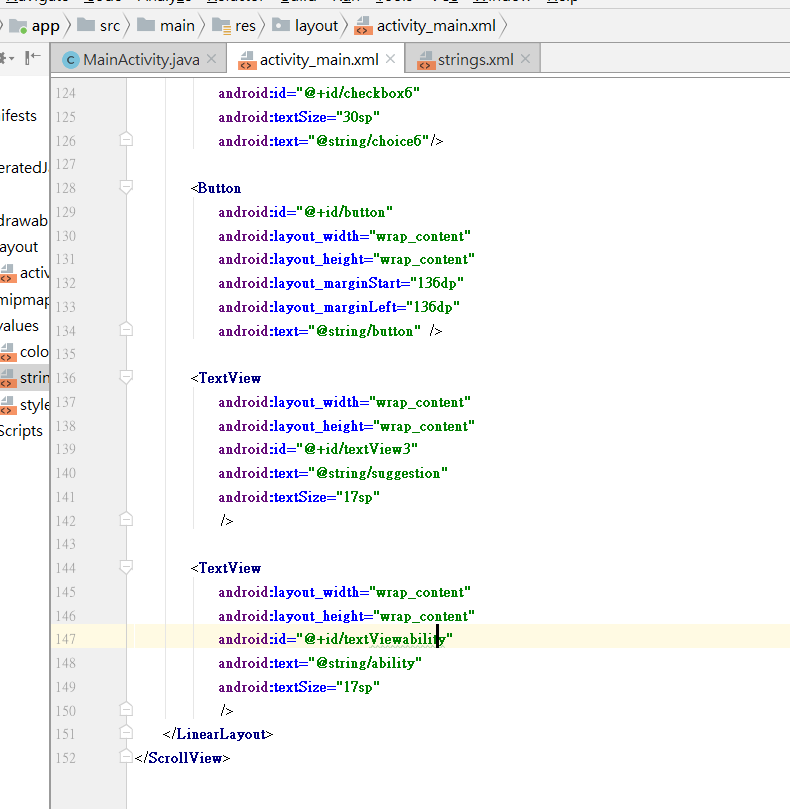 app src main res layout activity_main.xml
MainActivity.java activity_main.xml strings.xml
ifests
eratedJ
drawab
ayout
activ
mipmap
values
colo
strin
style
Scripts
124 android:id="@+id/checkbox6"
125 android:textSize="30sp"
126 android:text="@string/choice6"/>
127
128 <Button
129 android:id="@+id/button"
130 android:layout_width="wrap_content"
131 android:layout_height="wrap_content"
132 android:layout_marginStart="136dp"
133 android:layout_marginLeft="136dp"
134 android:text="@string/button" />
135
136 <TextView
137 android:layout_width="wrap_content"
138 android:layout_height="wrap_content"
139 android:id="@+id/textView3"
140 android:text="@string/suggestion"
141 android:textSize="17sp"
142 />
143
144 <TextView
145 android:layout_width="wrap_content"
146 android:layout_height="wrap_content"
147 android:id="@+id/textViewability"
148 android:text="@string/ability"
149 android:textSize="17sp"
150 />
151 </LinearLayout>
152 </ScrollView>